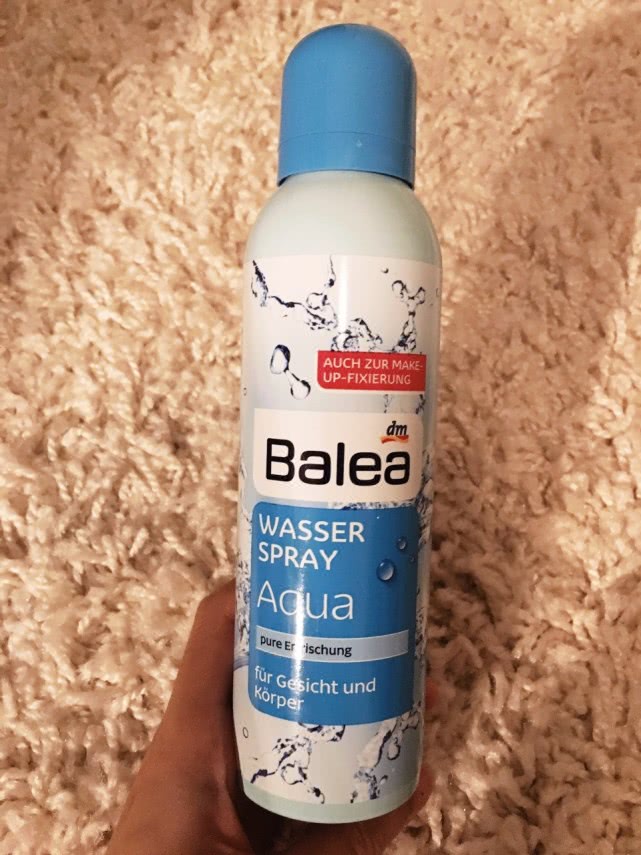 AUCH ZUR MAKE-
UP-FIXIERUNG
dm
Balea
WASSER
SPRAY
Aqua
pure Erfrischung
für Gesicht und
Körper